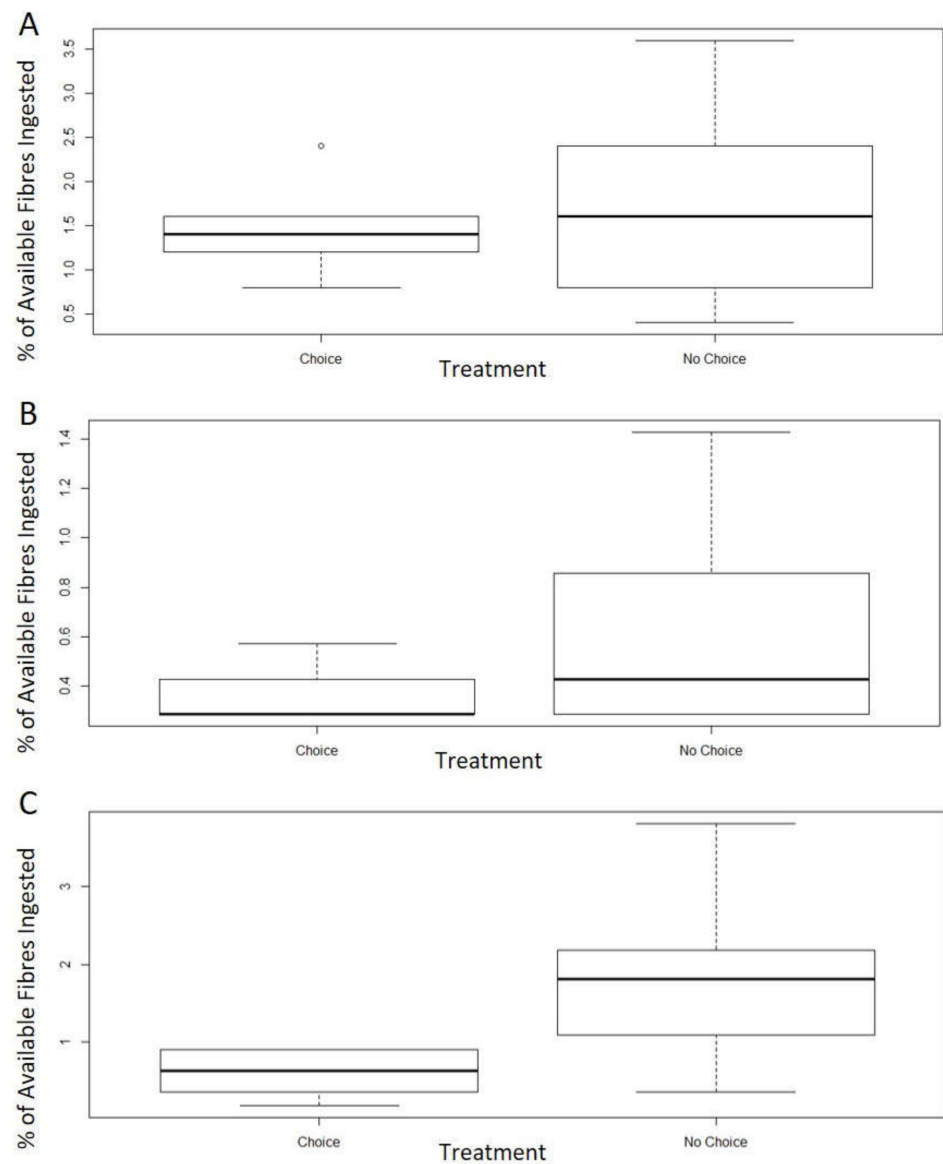 A
% of Available Fibres Ingested
3.5
3.0
2.5
2.0
1.5
1.0
0.5
Choice
No Choice
Treatment
B
% of Available Fibres Ingested
1.4
1.2
1.0
0.8
0.6
0.4
Choice
No Choice
Treatment
C
% of Available Fibres Ingested
3
2
1
Choice
No Choice
Treatment